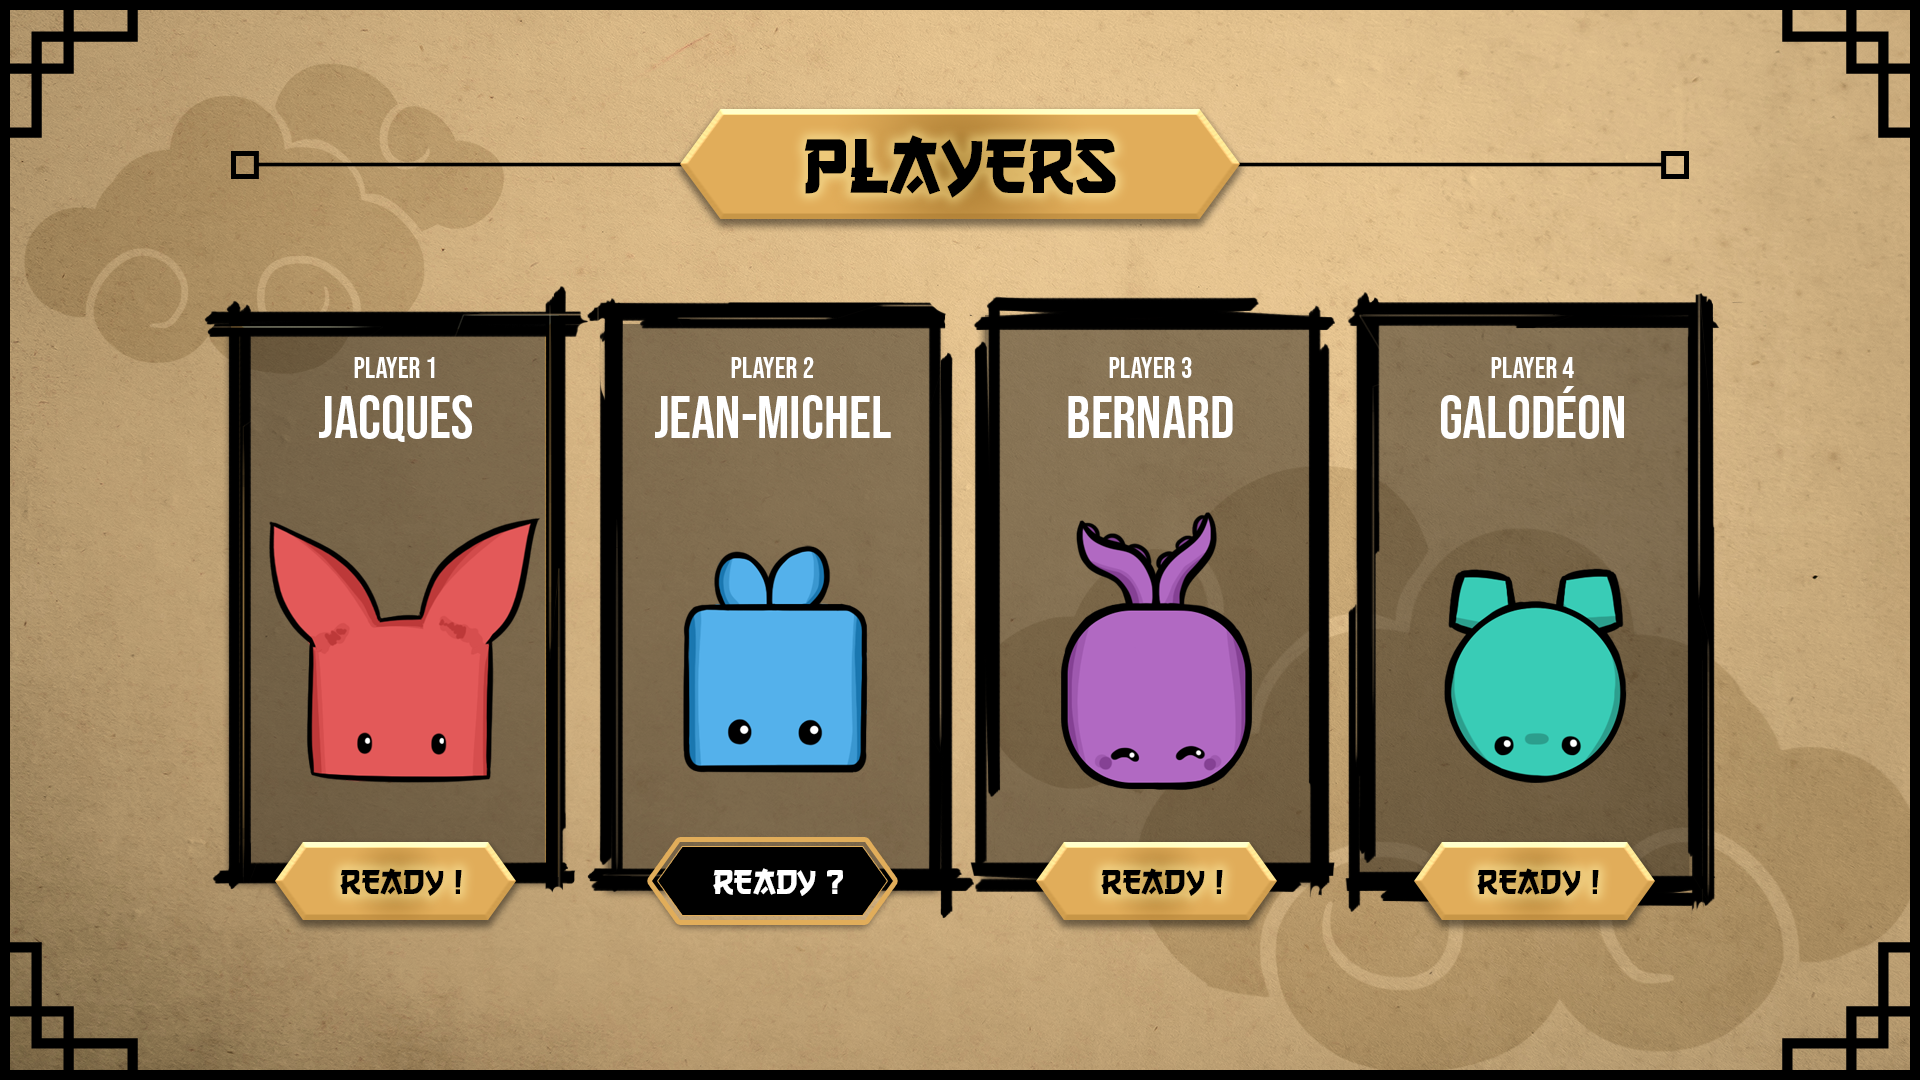 PLAYERS
PLAYER 1
JACQUES
READY !
PLAYER 2
JEAN-MICHEL
READY ?
PLAYER 3
BERNARD
READY !
PLAYER 4
GALODÉON
READY !